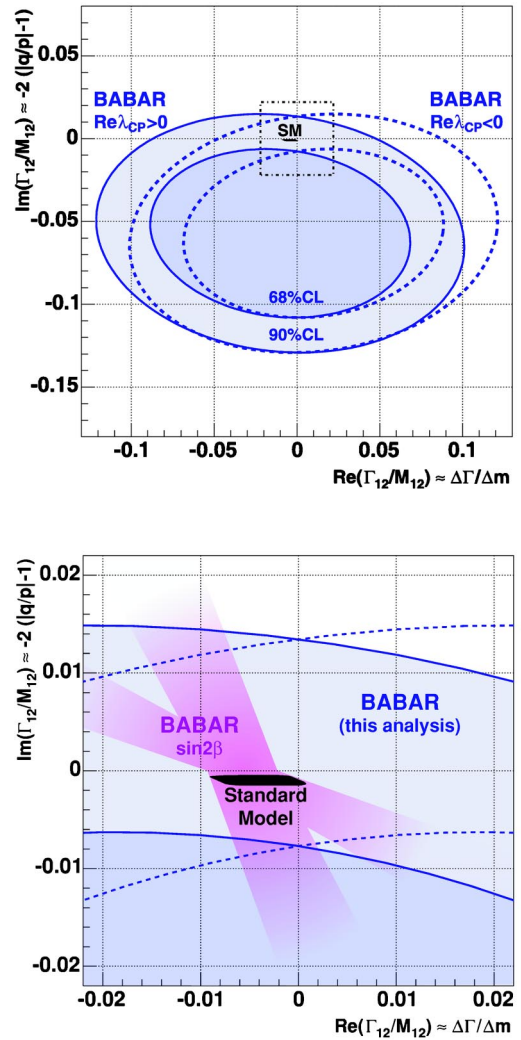 Im(Γ₁₂/M₁₂) ≈ -2 (|q/p|-1)
0.05
0
-0.05
-0.1
-0.15
BABAR
Reλ_CP>0
SM
BABAR
Reλ_CP<0
68%CL
90%CL
-0.1 -0.05 0 0.05 0.1
Re(Γ₁₂/M₁₂) ≈ ΔΓ/Δm
Im(Γ₁₂/M₁₂) ≈ -2 (|q/p|-1)
0.02
0.01
0
-0.01
-0.02
BABAR
sin2β
BABAR
(this analysis)
Standard
Model
-0.02 -0.01 0 0.01 0.02
Re(Γ₁₂/M₁₂) ≈ ΔΓ/Δm